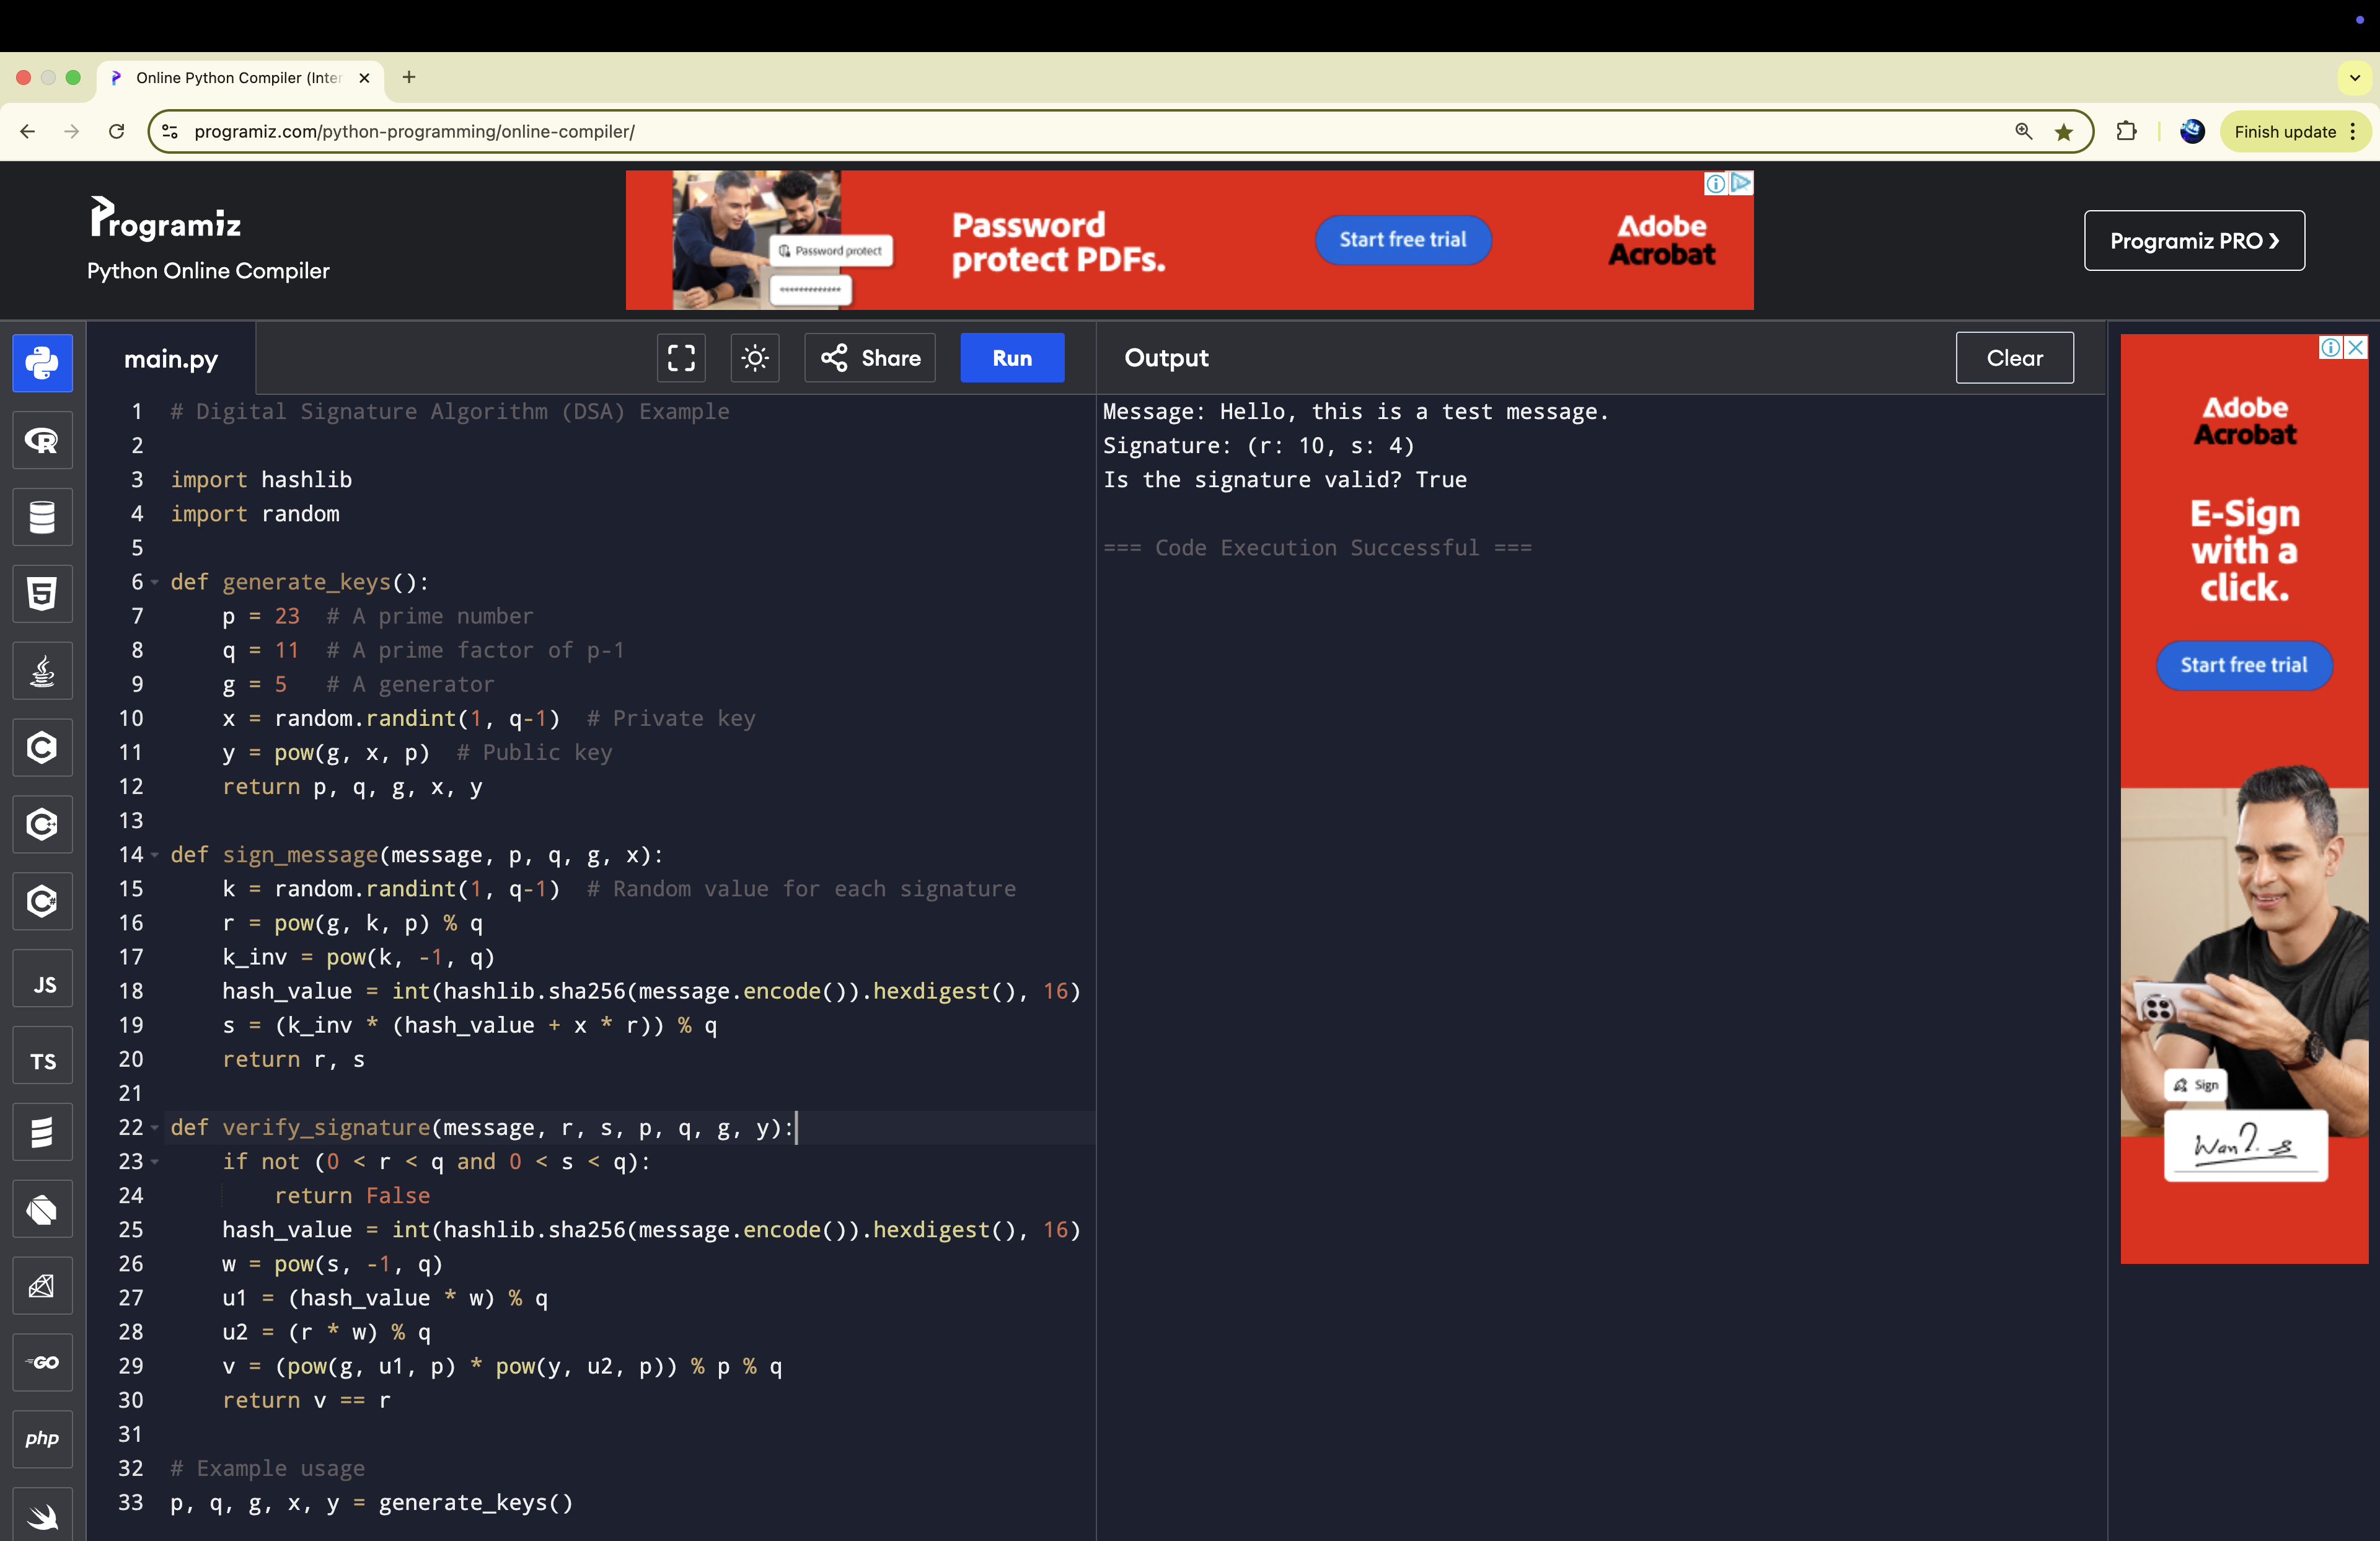 Online Python Compiler (Inter
programiz.com/python-programming/online-compiler/
Finish update
Programiz
Python Online Compiler
Password protect
Password
protect PDFs.
Start free trial
Adobe
Acrobat
Programiz PRO ❯
main.py
Share
Run
Output
Clear
1 # Digital Signature Algorithm (DSA) Example
2
3 import hashlib
4 import random
5
6 def generate_keys():
7     p = 23  # A prime number
8     q = 11  # A prime factor of p-1
9     g = 5   # A generator
10     x = random.randint(1, q-1)  # Private key
11     y = pow(g, x, p)  # Public key
12     return p, q, g, x, y
13
14 def sign_message(message, p, q, g, x):
15     k = random.randint(1, q-1)  # Random value for each signature
16     r = pow(g, k, p) % q
17     k_inv = pow(k, -1, q)
18     hash_value = int(hashlib.sha256(message.encode()).hexdigest(), 16)
19     s = (k_inv * (hash_value + x * r)) % q
20     return r, s
21
22 def verify_signature(message, r, s, p, q, g, y):
23     if not (0 < r < q and 0 < s < q):
24         return False
25     hash_value = int(hashlib.sha256(message.encode()).hexdigest(), 16)
26     w = pow(s, -1, q)
27     u1 = (hash_value * w) % q
28     u2 = (r * w) % q
29     v = (pow(g, u1, p) * pow(y, u2, p)) % p % q
30     return v == r
31
32 # Example usage
33 p, q, g, x, y = generate_keys()
Message: Hello, this is a test message.
Signature: (r: 10, s: 4)
Is the signature valid? True
=== Code Execution Successful ===
JS
TS
GO
php
Adobe
Acrobat
E-Sign
with a
click.
Start free trial
Sign